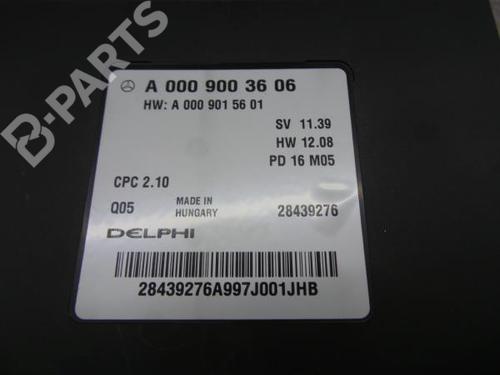 B-PARTS
A 000 900 36 06
HW: A 000 901 56 01
SV 11.39
HW 12.08
PD 16 M05
CPC 2.10
Q05
MADE IN
HUNGARY
28439276
DELPHI
28439276A997J001JHB